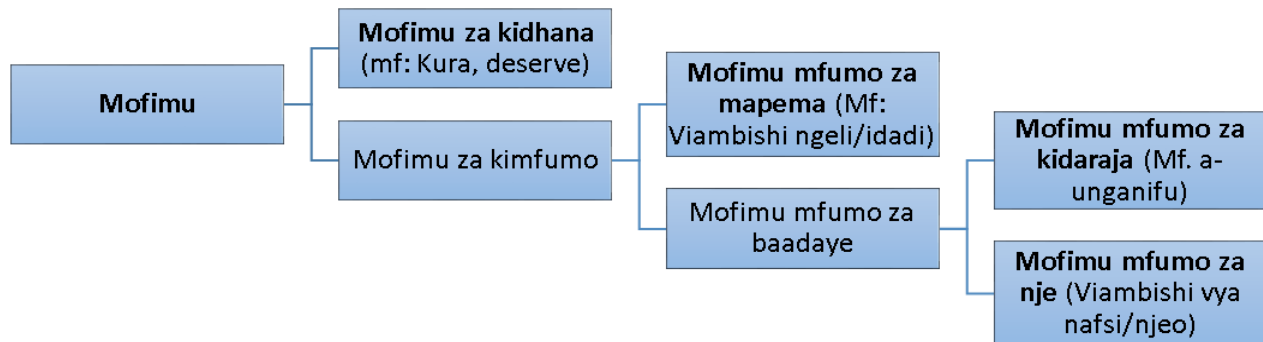 Mofimu
Mofimu za kidhana
(mf: Kura, deserve)
Mofimu za kimfumo
Mofimu mfumo za
mapema (Mf:
Viambishi ngeli/idadi)
Mofimu mfumo za
baadaye
Mofimu mfumo za
kidaraja (Mf. a-
unganifu)
Mofimu mfumo za
nje (Viambishi vya
nafsi/njeo)